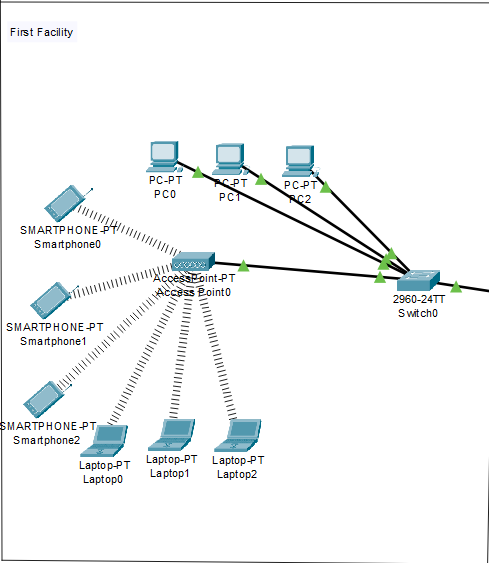 First Facility
PC-PT
PC0
PC-PT
PC1
PC-PT
PC2
SMARTPHONE-PT
Smartphone0
AccessPoint-PT
Access Point0
2960-24TT
Switch0
SMARTPHONE-PT
Smartphone1
SMARTPHONE-PT
Smartphone2
Laptop-PT
Laptop0
Laptop-PT
Laptop1
Laptop-PT
Laptop2